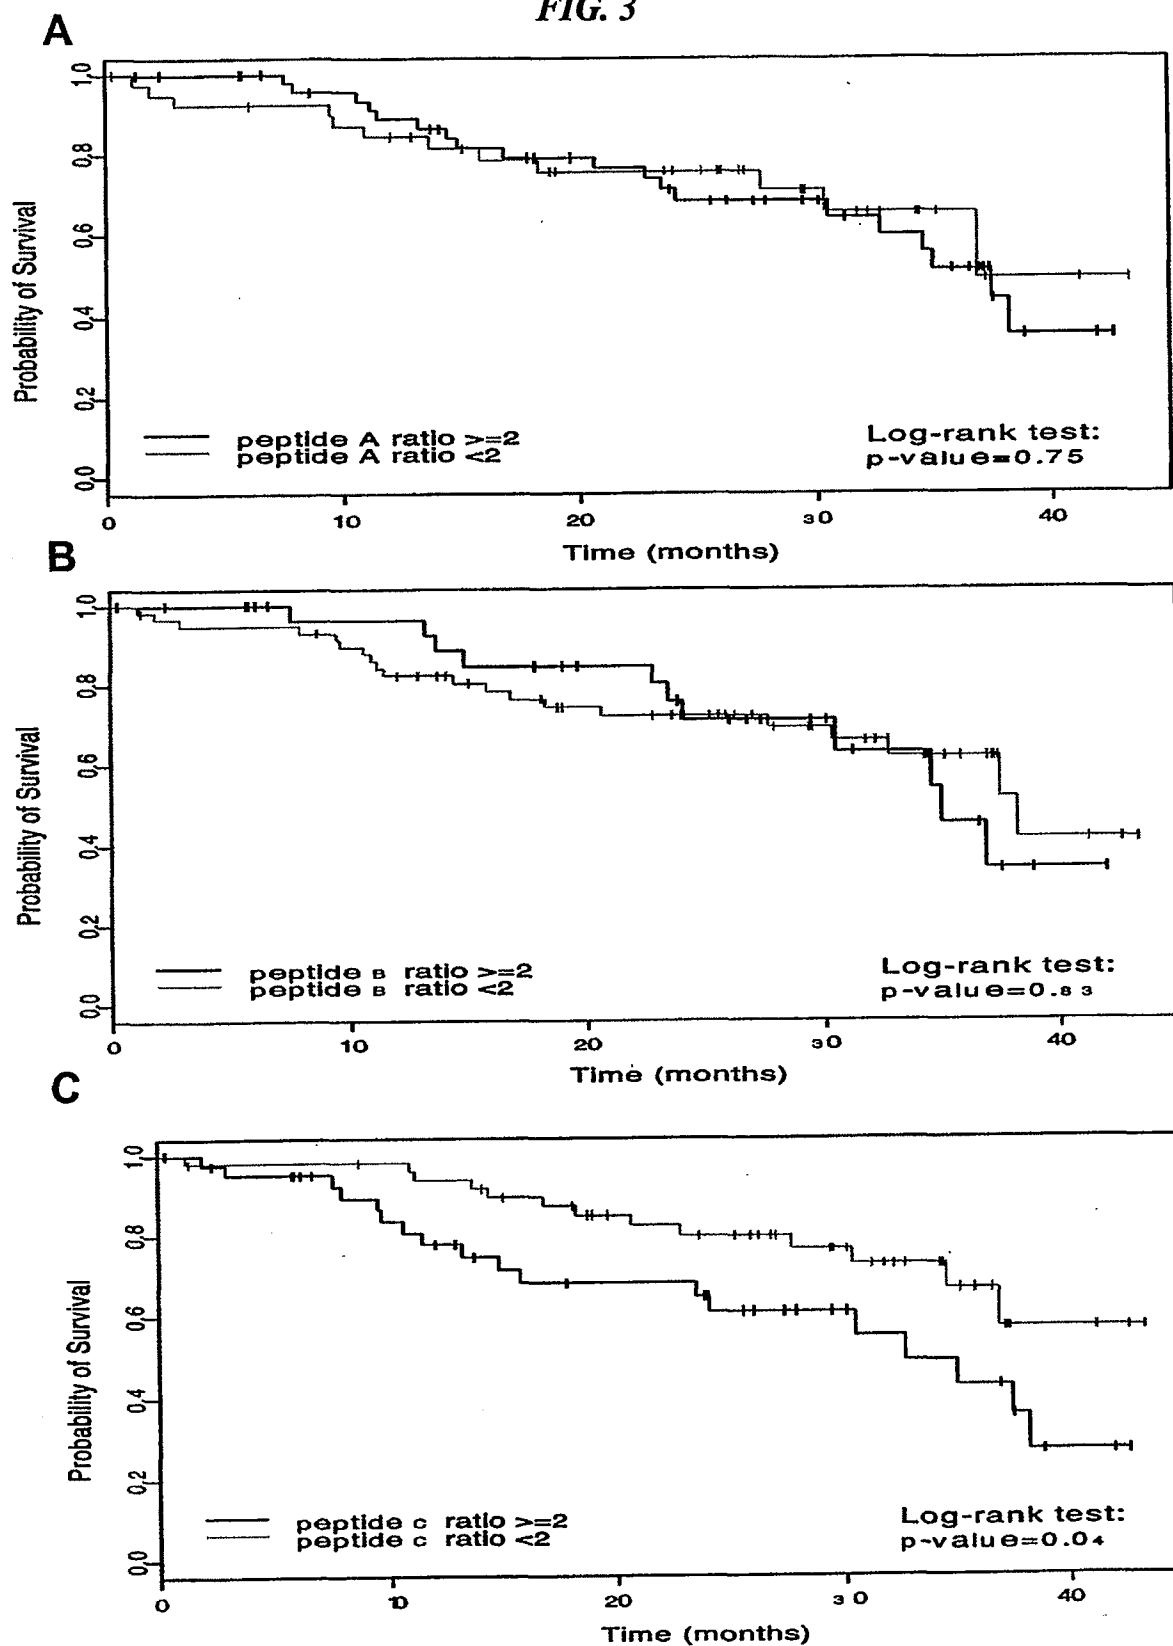 FIG. 3
A
Probability of Survival
1.0
0.8
0.6
0.4
0.2
0.0
peptide A ratio >=2
peptide A ratio <2
Log-rank test:
p-value=0.75
0 10 20 30 40
Time (months)
B
Probability of Survival
1.0
0.8
0.6
0.4
0.2
0.0
peptide B ratio >=2
peptide B ratio <2
Log-rank test:
p-value=0.83
0 10 20 30 40
Time (months)
C
Probability of Survival
1.0
0.8
0.6
0.4
0.2
0.0
peptide C ratio >=2
peptide C ratio <2
Log-rank test:
p-value=0.04
0 10 20 30 40
Time (months)